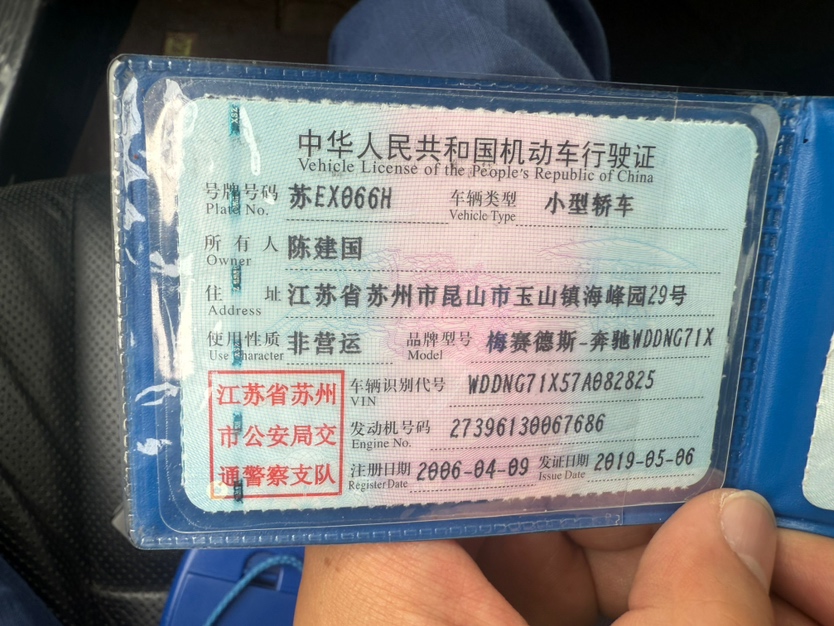 中华人民共和国机动车行驶证
Vehicle License of the People's Republic of China
号牌号码 苏EX066H 车辆类型 小型轿车
Plate No. Vehicle Type
所有人 陈建国
Owner
住址 江苏省苏州市昆山市玉山镇海峰园29号
Address
使用性质 非营运 品牌型号 梅赛德斯-奔驰WDDNG71X
Use Character Model
江苏省苏州
市公安局交
通警察支队
车辆识别代号 WDDNG71X57A082825
VIN
发动机号码 27396130067686
Engine No.
注册日期 2006-04-09 发证日期 2019-05-06
Register Date Issue Date